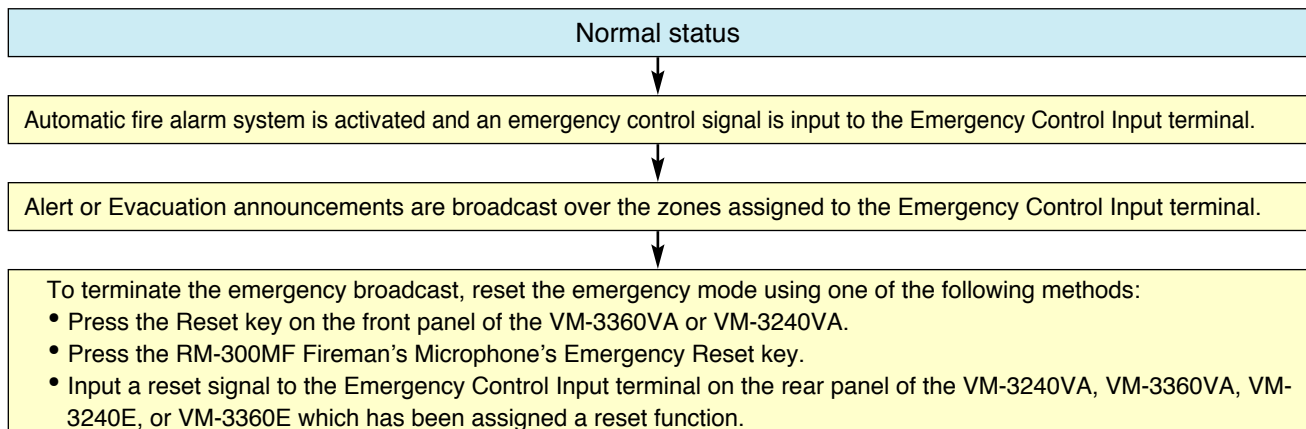 Normal status
Automatic fire alarm system is activated and an emergency control signal is input to the Emergency Control Input terminal.
Alert or Evacuation announcements are broadcast over the zones assigned to the Emergency Control Input terminal.
To terminate the emergency broadcast, reset the emergency mode using one of the following methods:
• Press the Reset key on the front panel of the VM-3360VA or VM-3240VA.
• Press the RM-300MF Fireman's Microphone's Emergency Reset key.
• Input a reset signal to the Emergency Control Input terminal on the rear panel of the VM-3240VA, VM-3360VA, VM-
3240E, or VM-3360E which has been assigned a reset function.